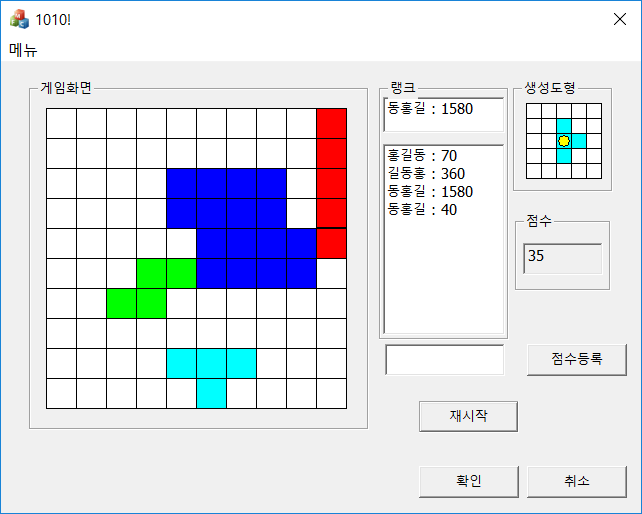 1010!
메뉴
게임화면
랭크
동홍길 : 1580
홍길동 : 70
길동홍 : 360
동홍길 : 1580
동홍길 : 40
생성도형
점수
35
점수등록
재시작
확인
취소